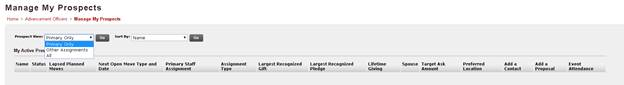 Manage My Prospects
Home > Advancement Officers > Manage My Prospects
Prospect View: Primary Only Go Sort By: Name Go
Primary Only
Other Assignments
All
My Active Pros
Name Status Lapsed Planned Moves Next Open Move Type and Date Primary Staff Assignment Assignment Type Largest Recognized Gift Largest Recognized Pledge Lifetime Giving Spouse Target Ask Amount Preferred Location Add a Contact Add a Proposal Event Attendance